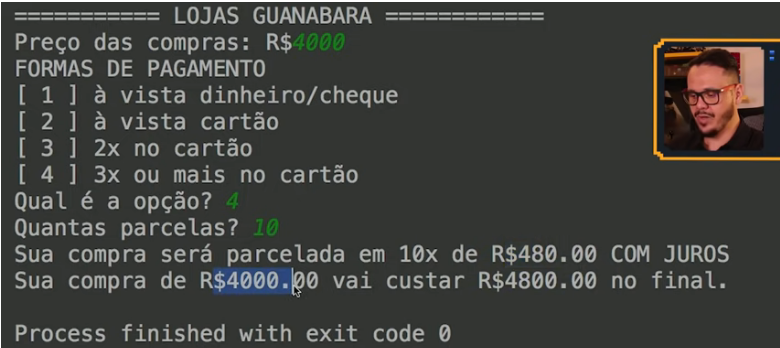 =========== LOJAS GUANABARA ============
Preço das compras: R$4000
FORMAS DE PAGAMENTO
[ 1 ] à vista dinheiro/cheque
[ 2 ] à vista cartão
[ 3 ] 2x no cartão
[ 4 ] 3x ou mais no cartão
Qual é a opção? 4
Quantas parcelas? 10
Sua compra será parcelada em 10x de R$480.00 COM JUROS
Sua compra de R$4000.00 vai custar R$4800.00 no final.
Process finished with exit code 0